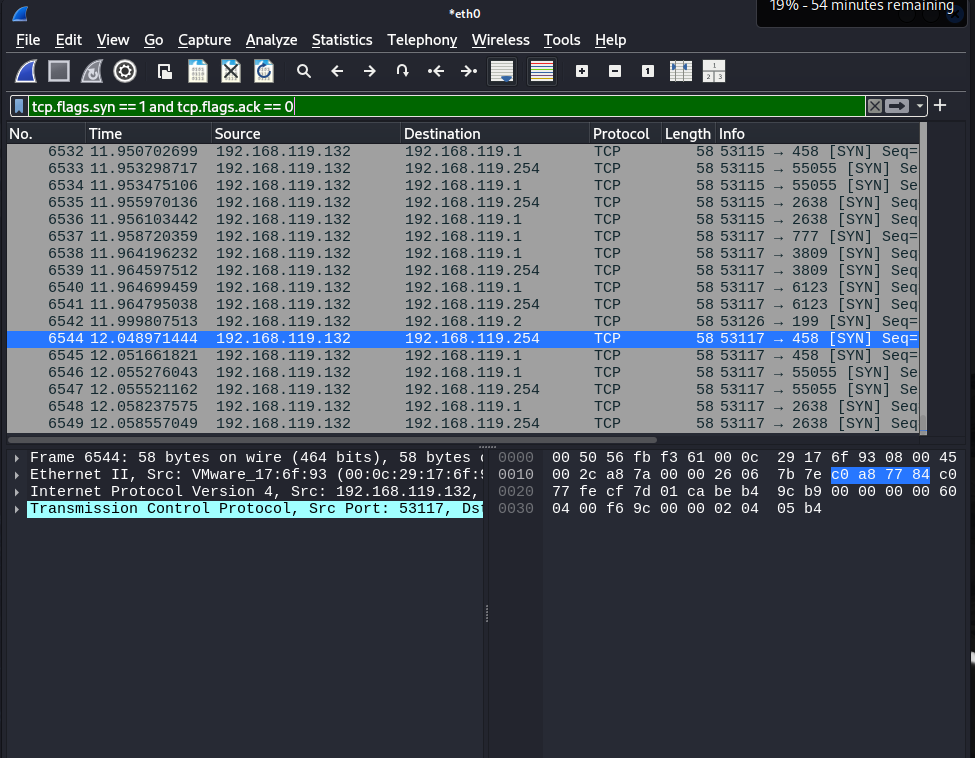 *eth0
19% - 54 minutes remaining
File Edit View Go Capture Analyze Statistics Telephony Wireless Tools Help
tcp.flags.syn == 1 and tcp.flags.ack == 0
No. Time Source Destination Protocol Length Info
6532 11.950702699 192.168.119.132 192.168.119.1 TCP 58 53115 → 458 [SYN] Seq=
6533 11.953298717 192.168.119.132 192.168.119.254 TCP 58 53115 → 55055 [SYN] Se
6534 11.953475106 192.168.119.132 192.168.119.1 TCP 58 53115 → 55055 [SYN] Se
6535 11.955970136 192.168.119.132 192.168.119.254 TCP 58 53115 → 2638 [SYN] Seq
6536 11.956103442 192.168.119.132 192.168.119.1 TCP 58 53115 → 2638 [SYN] Seq
6537 11.958720359 192.168.119.132 192.168.119.1 TCP 58 53117 → 777 [SYN] Seq=
6538 11.964196232 192.168.119.132 192.168.119.1 TCP 58 53117 → 3809 [SYN] Seq
6539 11.964597512 192.168.119.132 192.168.119.254 TCP 58 53117 → 3809 [SYN] Seq
6540 11.964699459 192.168.119.132 192.168.119.1 TCP 58 53117 → 6123 [SYN] Seq
6541 11.964795038 192.168.119.132 192.168.119.254 TCP 58 53117 → 6123 [SYN] Seq
6542 11.999807513 192.168.119.132 192.168.119.2 TCP 58 53126 → 199 [SYN] Seq=
6544 12.048971444 192.168.119.132 192.168.119.254 TCP 58 53117 → 458 [SYN] Seq=
6545 12.051661821 192.168.119.132 192.168.119.1 TCP 58 53117 → 458 [SYN] Seq=
6546 12.055276043 192.168.119.132 192.168.119.1 TCP 58 53117 → 55055 [SYN] Se
6547 12.055521162 192.168.119.132 192.168.119.254 TCP 58 53117 → 55055 [SYN] Se
6548 12.058237575 192.168.119.132 192.168.119.1 TCP 58 53117 → 2638 [SYN] Seq
6549 12.058557049 192.168.119.132 192.168.119.254 TCP 58 53117 → 2638 [SYN] Seq
Frame 6544: 58 bytes on wire (464 bits), 58 bytes
Ethernet II, Src: VMware_17:6f:93 (00:0c:29:17:6f:9
Internet Protocol Version 4, Src: 192.168.119.132,
Transmission Control Protocol, Src Port: 53117, Dst
0000 00 50 56 fb f3 61 00 0c 29 17 6f 93 08 00 45
0010 00 2c a8 7a 00 00 26 06 7b 7e c0 a8 77 84 c0
0020 77 fe cf 7d 01 ca be b4 9c b9 00 00 00 00 60
0030 04 00 f6 9c 00 00 02 04 05 b4